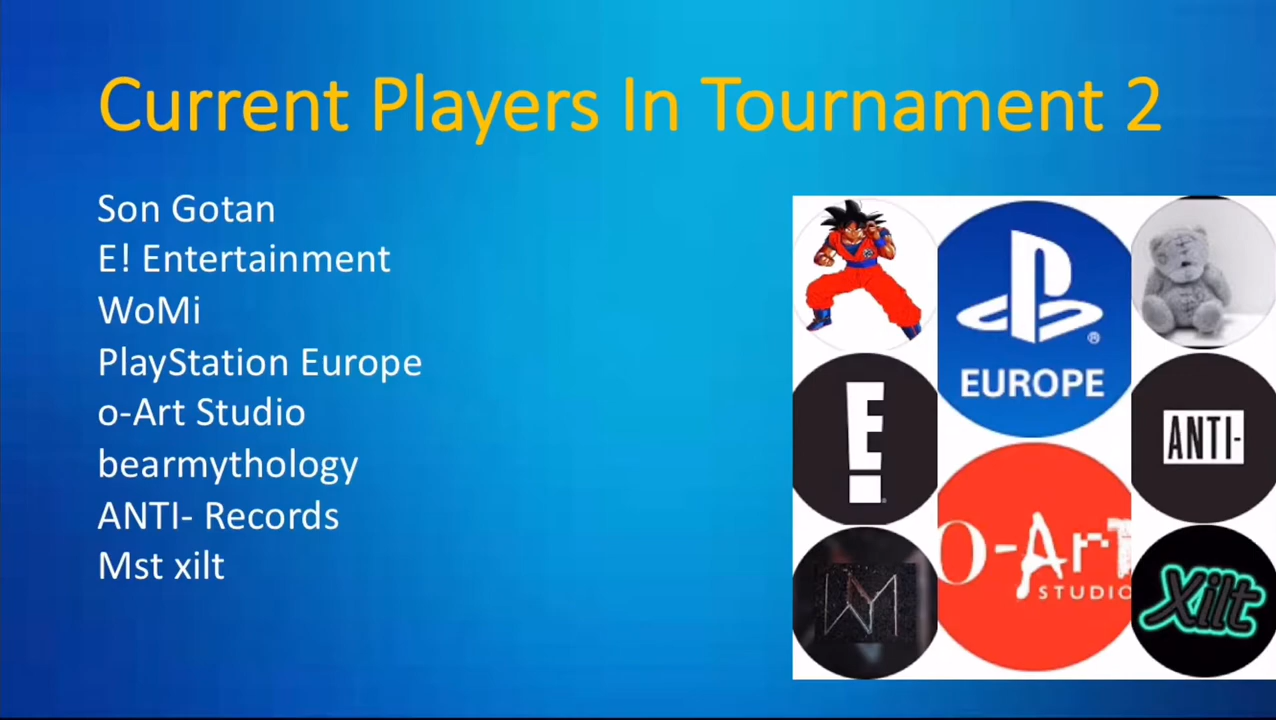 Current Players In Tournament 2
Son Gotan
E! Entertainment
WoMi
PlayStation Europe
o-Art Studio
bearmythology
ANTI- Records
Mst xilt
EUROPE
E!
ANTI-
O-ArT
STUDIO
WM
Xilt